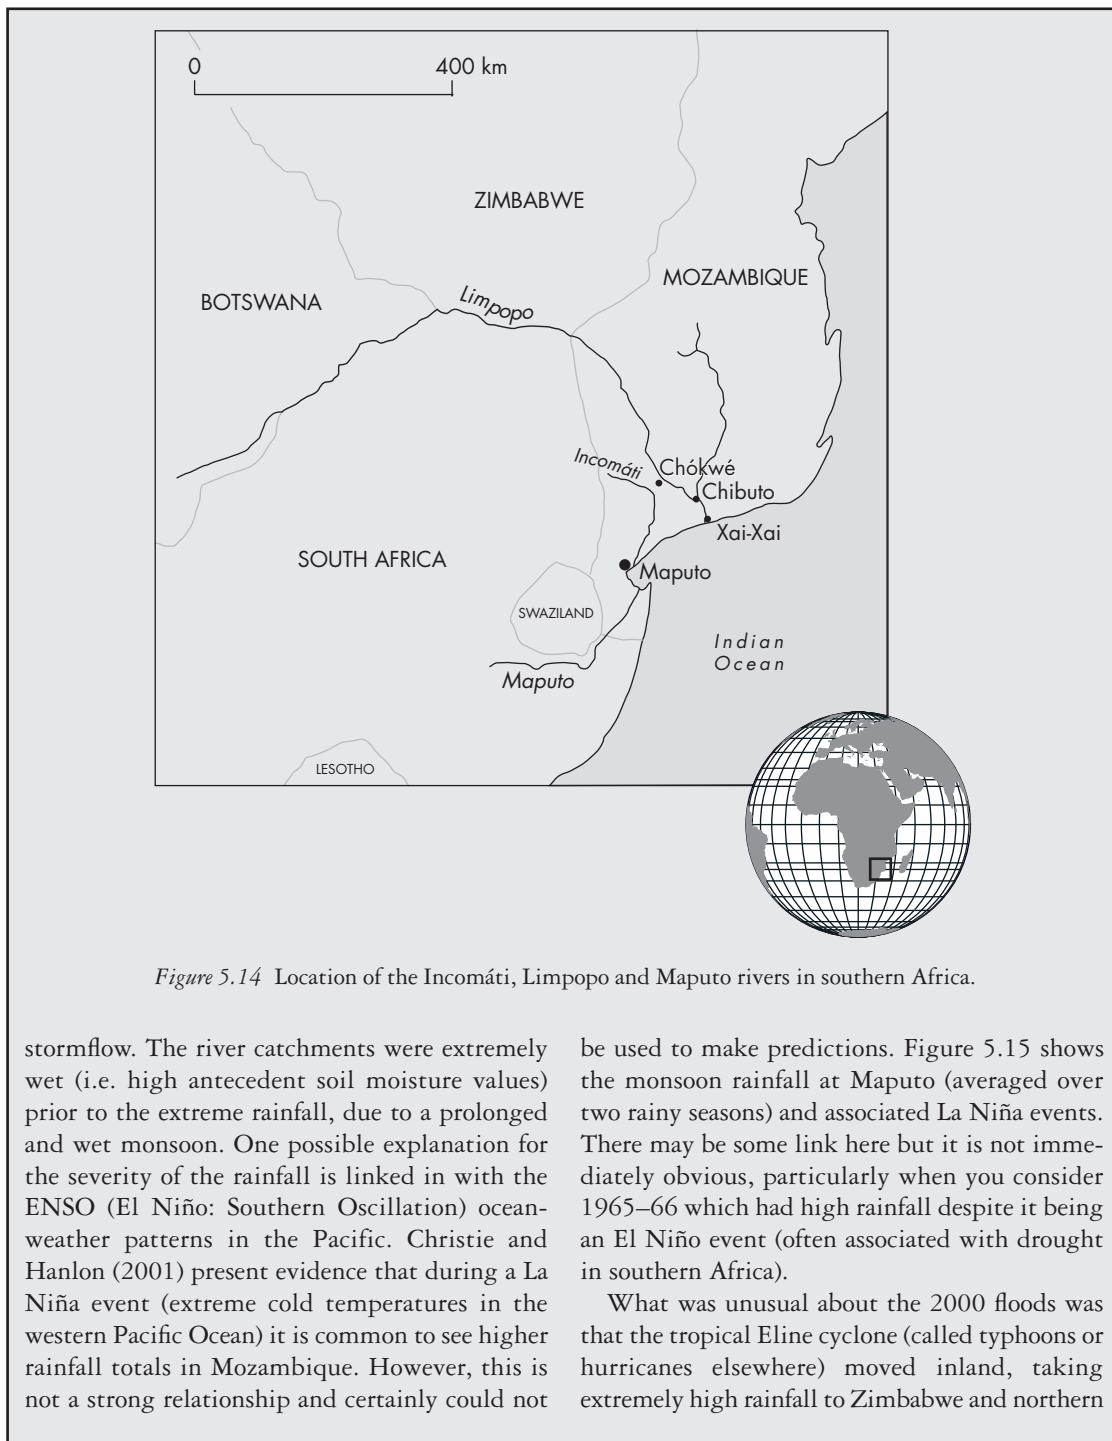 0 400 km
ZIMBABWE
MOZAMBIQUE
BOTSWANA
Limpopo
Incomáti
Chókwé
Chibuto
Xai-Xai
SOUTH AFRICA
Maputo
SWAZILAND
Indian
Ocean
Maputo
LESOTHO
Figure 5.14 Location of the Incomáti, Limpopo and Maputo rivers in southern Africa.
stormflow. The river catchments were extremely
wet (i.e. high antecedent soil moisture values)
prior to the extreme rainfall, due to a prolonged
and wet monsoon. One possible explanation for
the severity of the rainfall is linked in with the
ENSO (El Niño: Southern Oscillation) ocean-
weather patterns in the Pacific. Christie and
Hanlon (2001) present evidence that during a La
Niña event (extreme cold temperatures in the
western Pacific Ocean) it is common to see higher
rainfall totals in Mozambique. However, this is
not a strong relationship and certainly could not
be used to make predictions. Figure 5.15 shows
the monsoon rainfall at Maputo (averaged over
two rainy seasons) and associated La Niña events.
There may be some link here but it is not imme-
diately obvious, particularly when you consider
1965–66 which had high rainfall despite it being
an El Niño event (often associated with drought
in southern Africa).
What was unusual about the 2000 floods was
that the tropical Eline cyclone (called typhoons or
hurricanes elsewhere) moved inland, taking
extremely high rainfall to Zimbabwe and northern